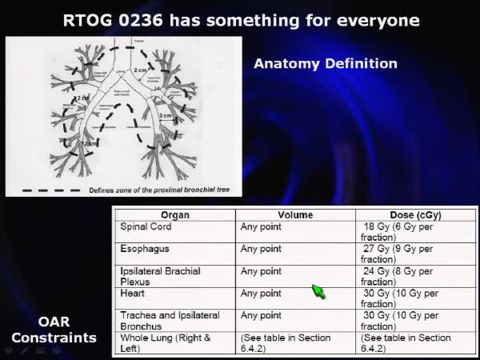 RTOG 0236 has something for everyone
Anatomy Definition
2 cm
Defines zone of the proximal bronchial tree
Organ Volume Dose (cGy)
Spinal Cord Any point 18 Gy (6 Gy per
fraction)
Esophagus Any point 27 Gy (9 Gy per
fraction)
Ipsilateral Brachial Any point 24 Gy (8 Gy per
Plexus fraction)
Heart Any point 30 Gy (10 Gy per
fraction)
Trachea and Ipsilateral Any point 30 Gy (10 Gy per
Bronchus fraction)
Whole Lung (Right & (See table in Section (See table in Section
Left) 6.4.2) 6.4.2)
OAR
Constraints